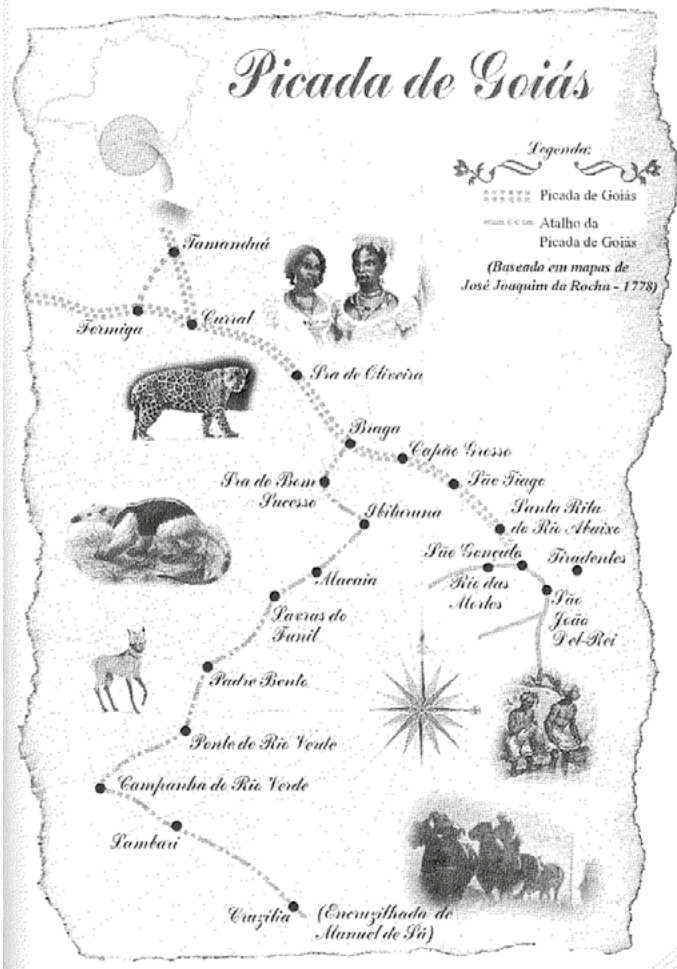 Picada de Goiás
Legenda:
Picada de Goiás
Atalho da
Picada de Goiás
(Baseada em mapas de
José Joaquim da Rocha - 1778)
Tamanduá
Formiga
Curral
Sra de Oliveira
Braga
Capão Grosso
São Tiago
Sra do Bom
Sucesso
Ibituruna
Santa Rita
do Rio Abaixo
São Gonçalo
Tiradentes
Rio das
Mortes
São
João
Del-Rei
Macaia
Lavras do
Funil
Padre Bento
Ponte do Rio Verde
Campanha do Rio Verde
Lambari
Cruzília
(Encruzilhada de
Manuel de Sá)